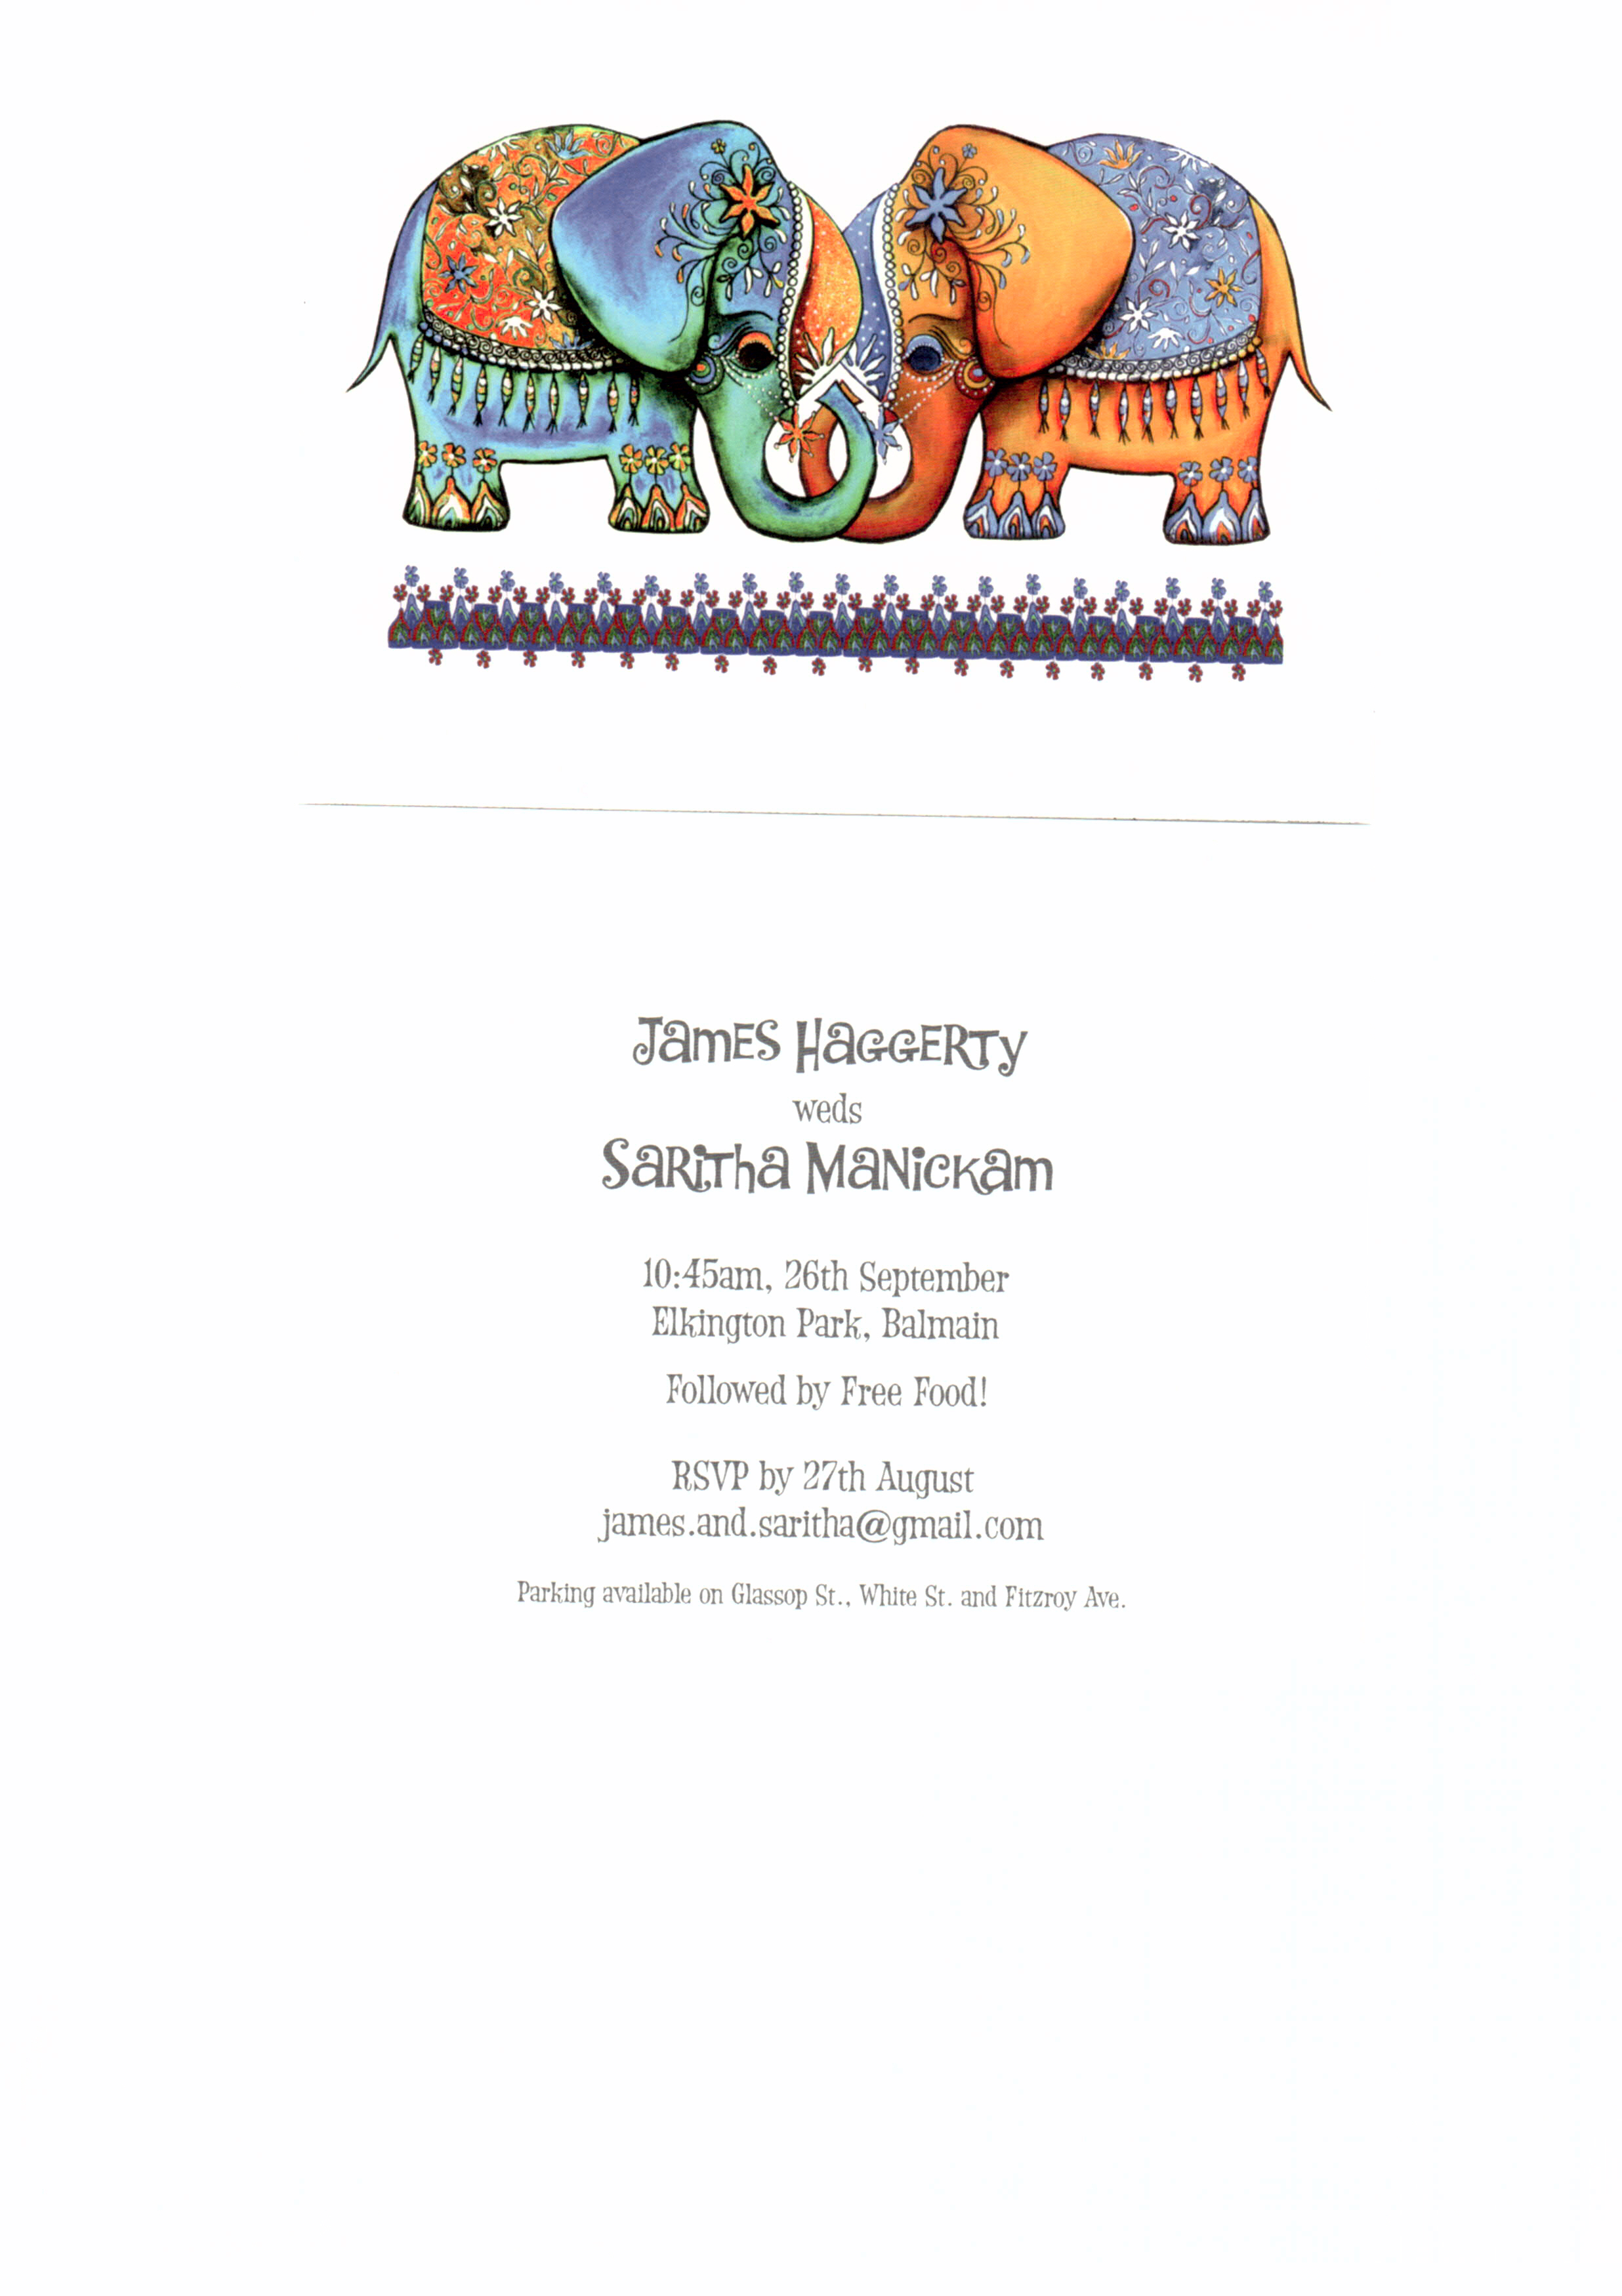 James Haggerty
weds
Saritha Manickam
10:45am, 26th September
Elkington Park, Balmain
Followed by Free Food!
RSVP by 27th August
james.and.saritha@gmail.com
Parking available on Glassop St., White St. and Fitzroy Ave.